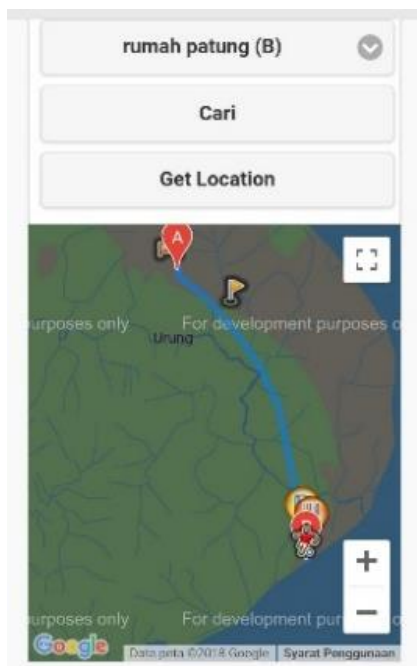 rumah patung (B)
Cari
Get Location
A
urposes only For development purposes o
Urung
urposes only For development purposes
Google Data peta ©2018 Google Syarat Penggunaan